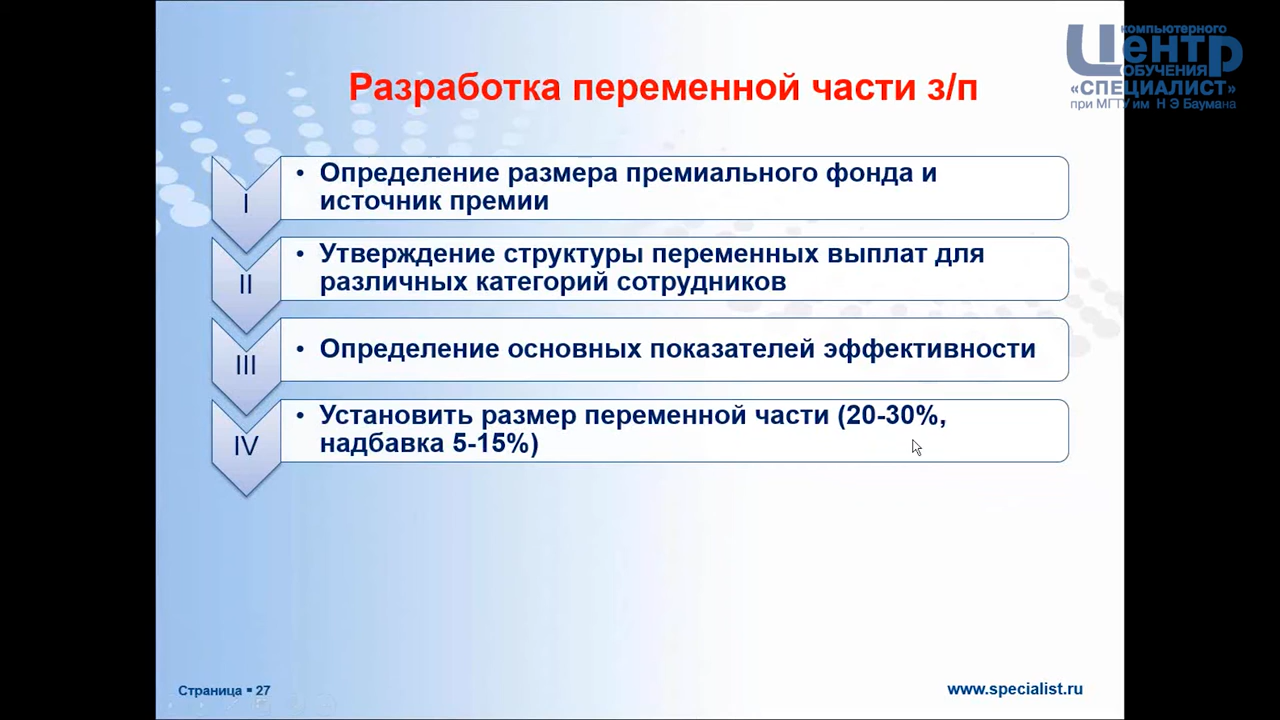 компьютерного
Центр
ОБУЧЕНИЯ
«СПЕЦИАЛИСТ»
при МГТУ им Н Э Баумана
Разработка переменной части з/п
I
• Определение размера премиального фонда и
источник премии
II
• Утверждение структуры переменных выплат для
различных категорий сотрудников
III
• Определение основных показателей эффективности
IV
• Установить размер переменной части (20-30%,
надбавка 5-15%)
Страница ▪ 27
www.specialist.ru